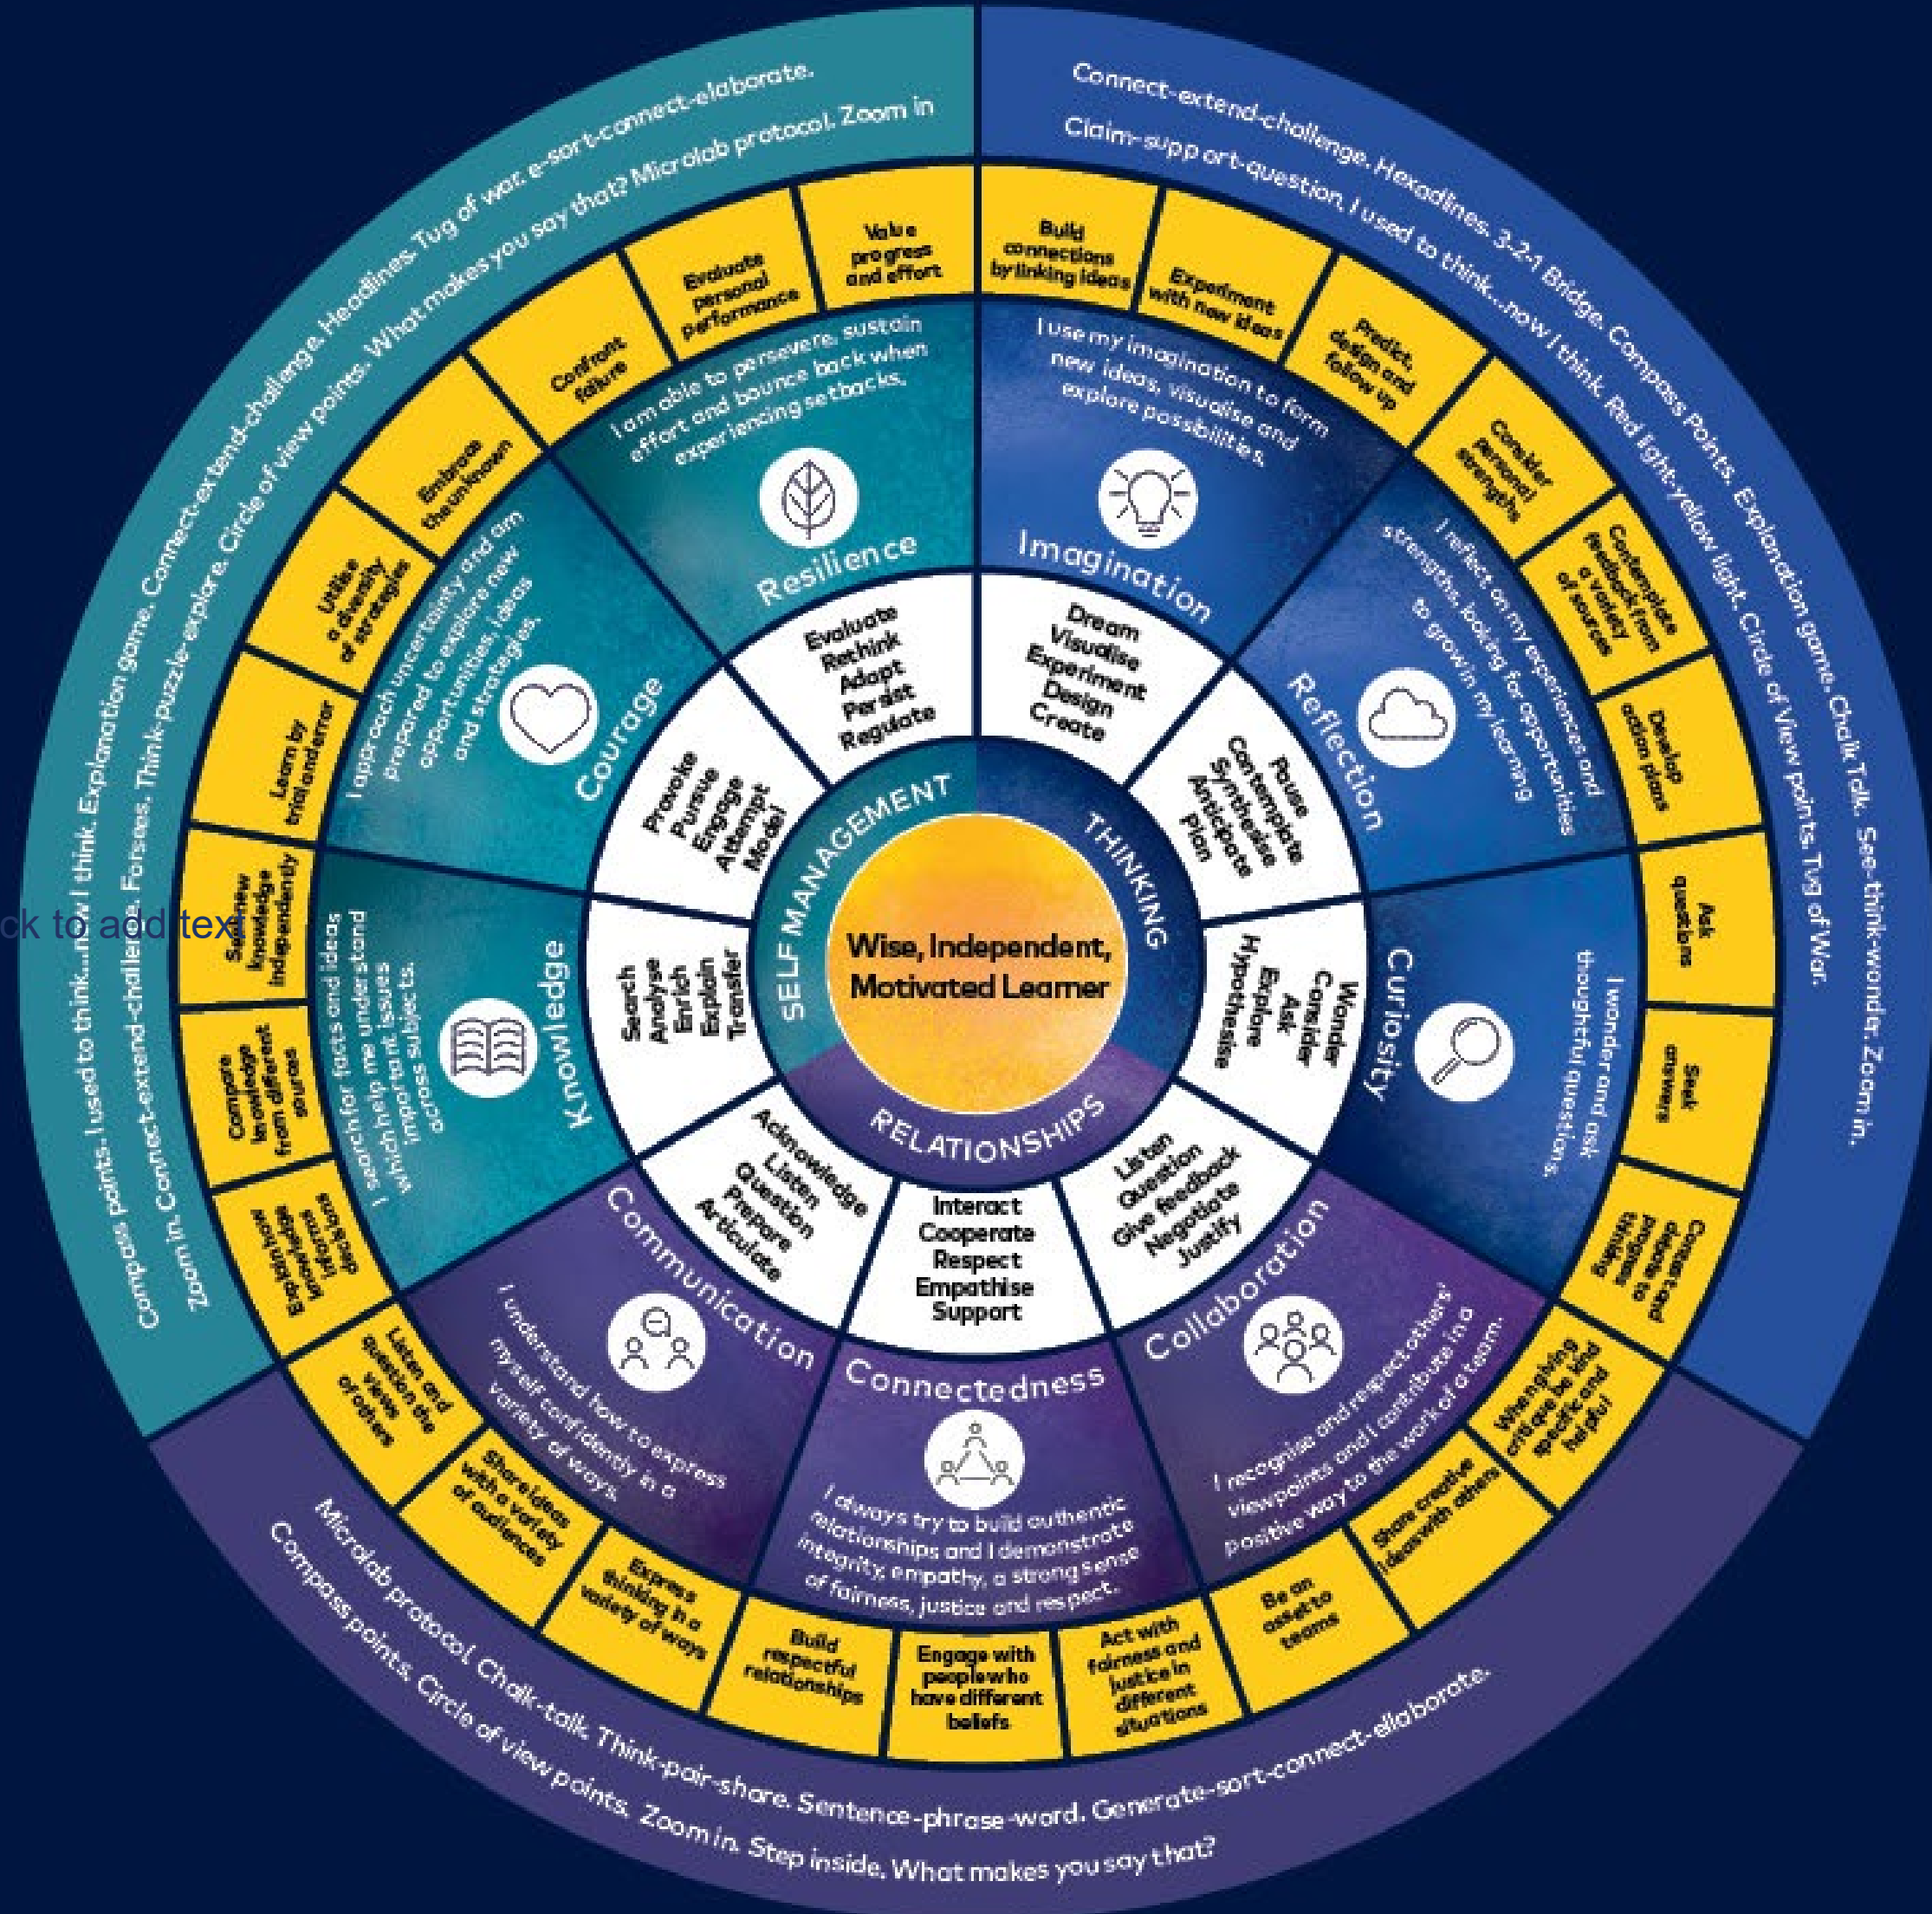 Wise, Independent,
Motivated Learner
SELF MANAGEMENT
THINKING
RELATIONSHIPS
Dream
Visualise
Experiment
Design
Create
Pause
Contemplate
Synthesise
Anticipate
Plan
Wonder
Consider
Ask
Explore
Hypothesise
Listen
Question
Give feedback
Negotiate
Justify
Interact
Cooperate
Respect
Empathise
Support
Acknowledge
Listen
Question
Prepare
Articulate
Search
Analyse
Enrich
Explain
Transfer
Provoke
Pursue
Engage
Attempt
Model
Evaluate
Rethink
Adapt
Persist
Regulate
Imagination
I use my imagination to form
new ideas, visualise and
explore possibilities.
Reflection
I reflect on my experiences and
strengths, looking for opportunities
to grow in my learning
Curiosity
I wonder and ask
thoughtful questions.
Collaboration
I recognise and respect others'
viewpoints and I contribute in a
positive way to the work of a team.
Connectedness
I always try to build authentic
relationships and I demonstrate
integrity, empathy, a strong sense
of fairness, justice and respect.
Communication
I understand how to express
myself confidently in a
variety of ways.
Knowledge
I search for facts and ideas
which help me understand
important issues
across subjects.
Courage
I approach uncertainty and am
prepared to explore new
opportunities, ideas
and strategies.
Resilience
I am able to persevere, sustain
effort and bounce back when
experiencing setbacks.
Build
connections
by linking ideas
Experiment
with new ideas
Predict,
design and
follow up
Consider
personal
strengths
Contemplate
feedback from
a variety
of sources
Develop
action plans
Ask
questions
Seek
answers
Contrast and
debate to
progress
thinking
When giving
critique be kind
specific and
helpful
Share creative
ideas with others
Be an
asset to
teams
Act with
fairness and
justice in
different
situations
Engage with
people who
have different
beliefs
Build
respectful
relationships
Express
thinking in a
variety of ways
Share ideas
with a variety
of audiences
Listen and
question the
views
of others
Explain how
knowledge
informs
decisions
Compare
knowledge
from different
sources
Seek new
knowledge
independently
Learn by
trial and error
Utilise
a diversity
of strategies
Embrace
the unknown
Confront
failure
Evaluate
personal
performance
Value
progress
and effort
Connect-extend-challenge. Hexadlines. 3-2-1 Bridge. Compass Points. Explanation game. Chalk Talk. See-think-wonder. Zoom in.
Claim-support-question. I used to think...now I think. Red light-yellow light. Circle of View points. Tug of War.
Microlab protocol. Chalk-talk. Think-pair-share. Sentence-phrase-word. Generate-sort-connect-ellaborate.
Compass points. Circle of view points. Zoom in. Step inside. What makes you say that?
Compass points. I used to think...now I think. Explanation game. Connect-extend-challenge. Headlines. Tug of war. e-sort-connect-elaborate.
Zoom in. Connect-extend-challenge. Think-puzzle-explore. Circle of view points. What makes you say that? Microlab protocol. Zoom in
ck to add text